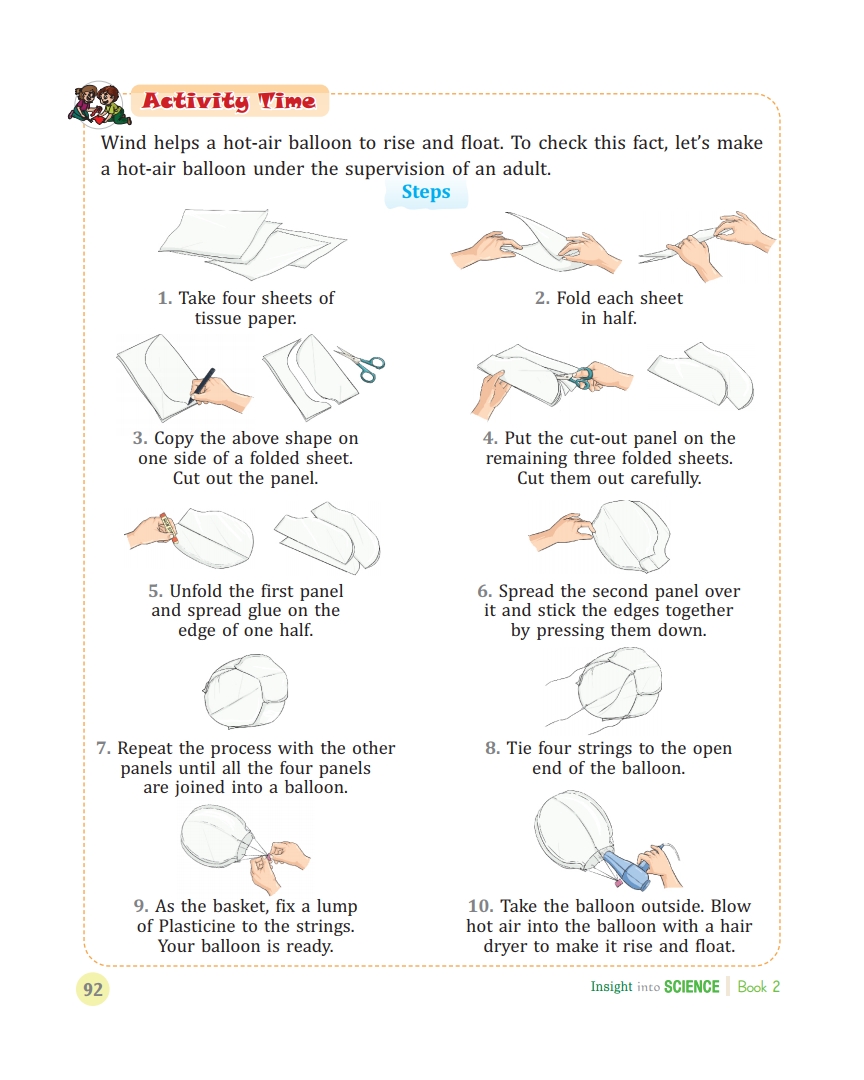 Activity Time
Wind helps a hot-air balloon to rise and float. To check this fact, let’s make
a hot-air balloon under the supervision of an adult.
Steps
1. Take four sheets of
tissue paper.
2. Fold each sheet
in half.
3. Copy the above shape on
one side of a folded sheet.
Cut out the panel.
4. Put the cut-out panel on the
remaining three folded sheets.
Cut them out carefully.
5. Unfold the first panel
and spread glue on the
edge of one half.
6. Spread the second panel over
it and stick the edges together
by pressing them down.
7. Repeat the process with the other
panels until all the four panels
are joined into a balloon.
8. Tie four strings to the open
end of the balloon.
9. As the basket, fix a lump
of Plasticine to the strings.
Your balloon is ready.
10. Take the balloon outside. Blow
hot air into the balloon with a hair
dryer to make it rise and float.
92
Insight into SCIENCE Book 2